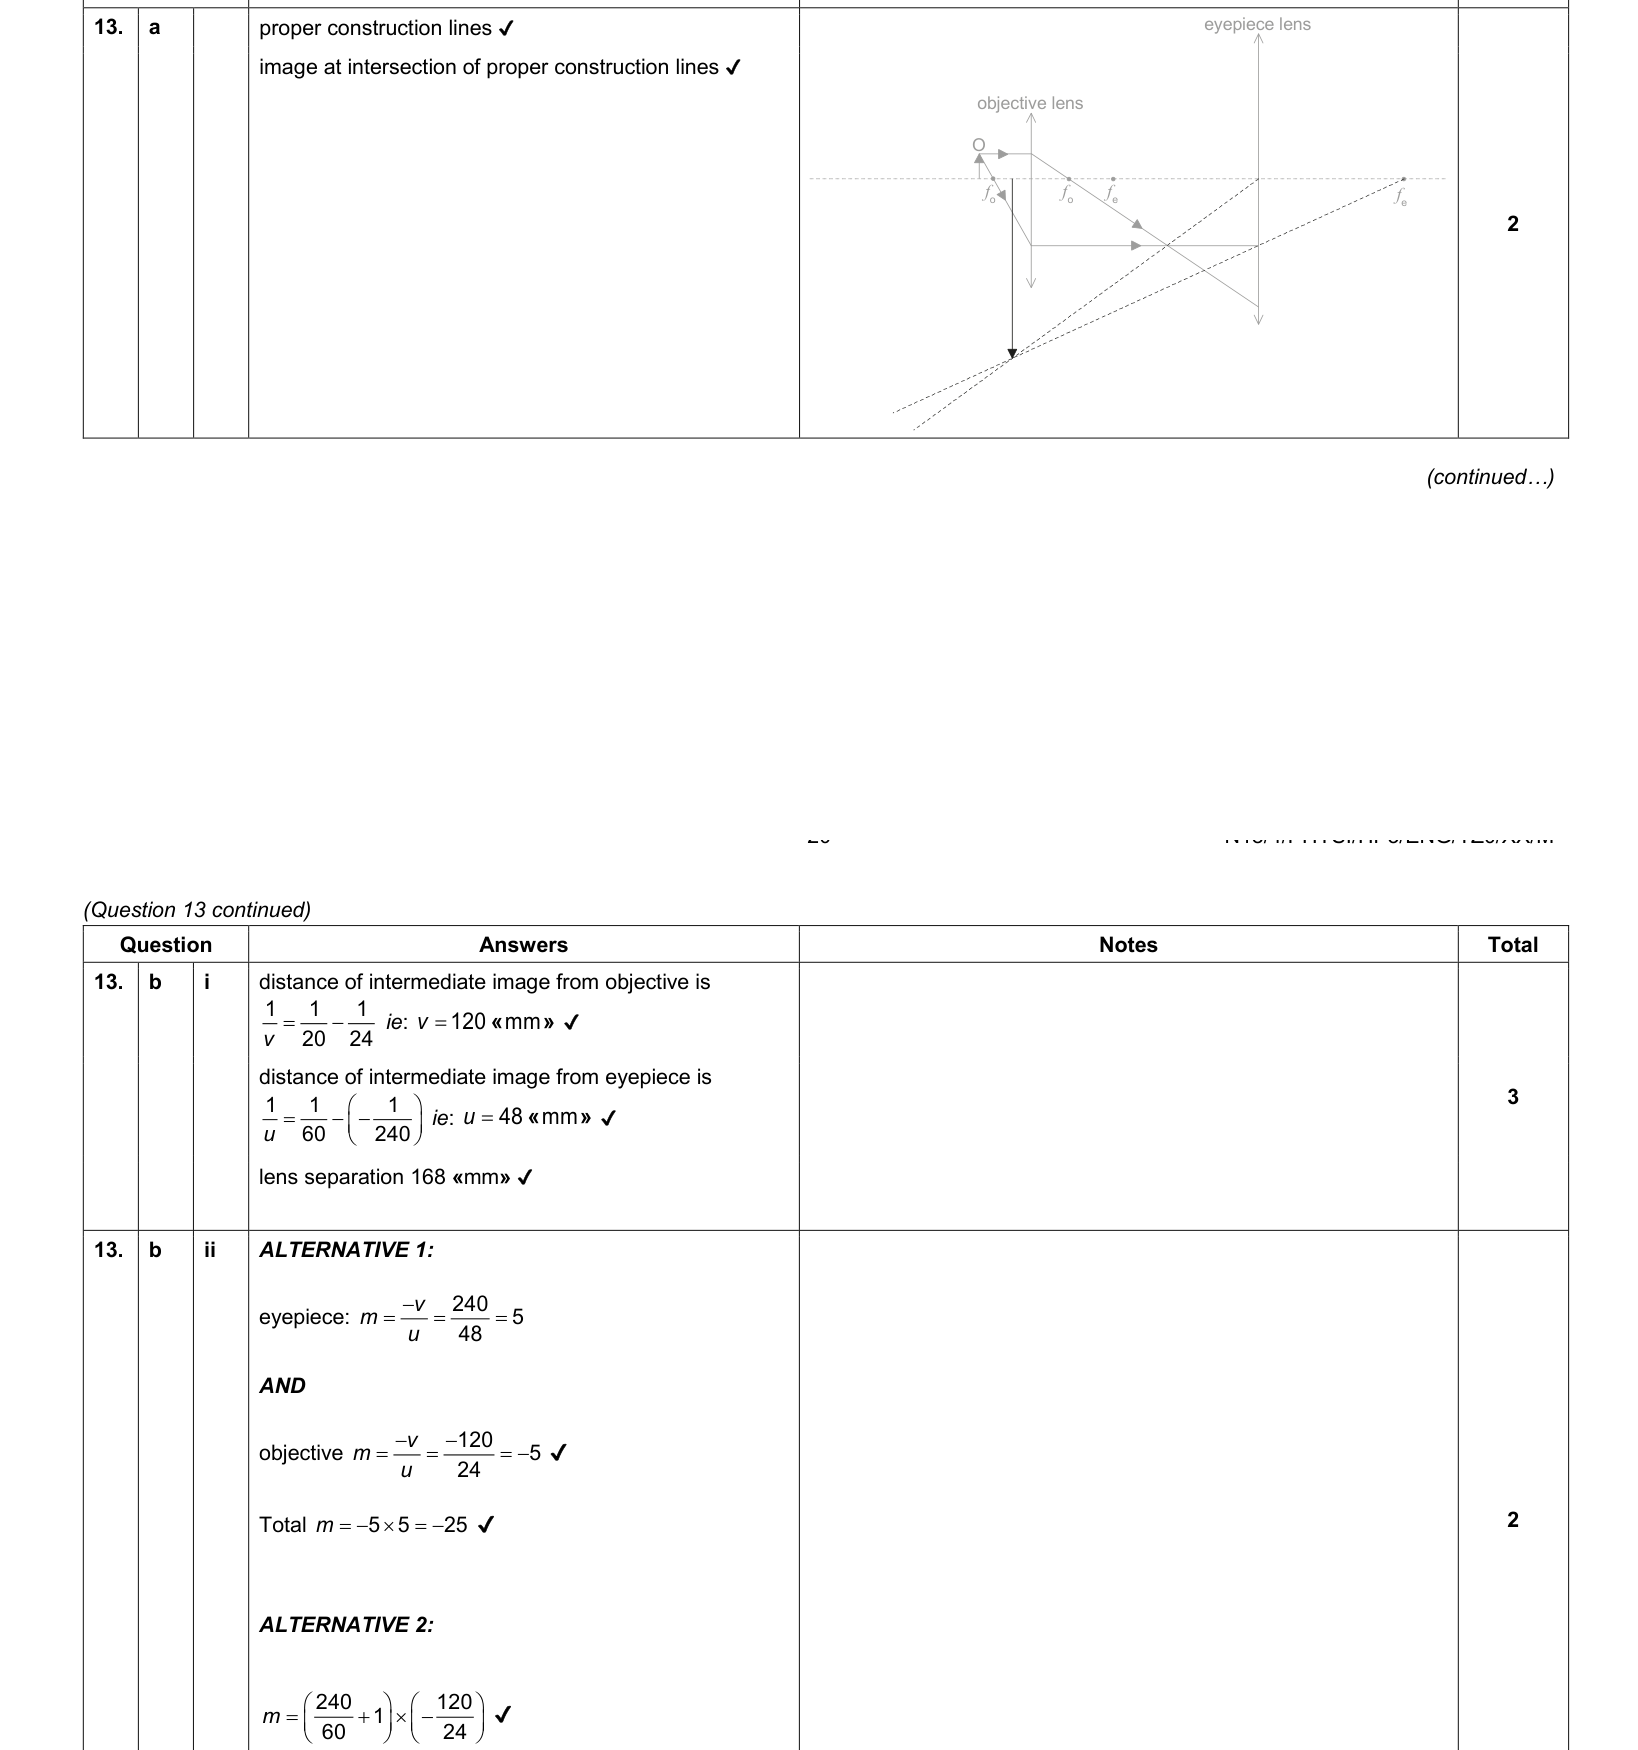 13. a proper construction lines ✓
image at intersection of proper construction lines ✓
eyepiece lens
objective lens
O
fo fo fe fe
2
(continued…)
(Question 13 continued)
Question Answers Notes Total
13. b i distance of intermediate image from objective is
1/v = 1/20 − 1/24 ie: v = 120 «mm» ✓
distance of intermediate image from eyepiece is
1/u = 1/60 − (−1/240) ie: u = 48 «mm» ✓
lens separation 168 «mm» ✓
3
13. b ii ALTERNATIVE 1:
eyepiece: m = −v/u = 240/48 = 5
AND
objective m = −v/u = −120/24 = −5 ✓
Total m = −5 × 5 = −25 ✓
2
ALTERNATIVE 2:
m = (240/60 + 1) × (−120/24) ✓